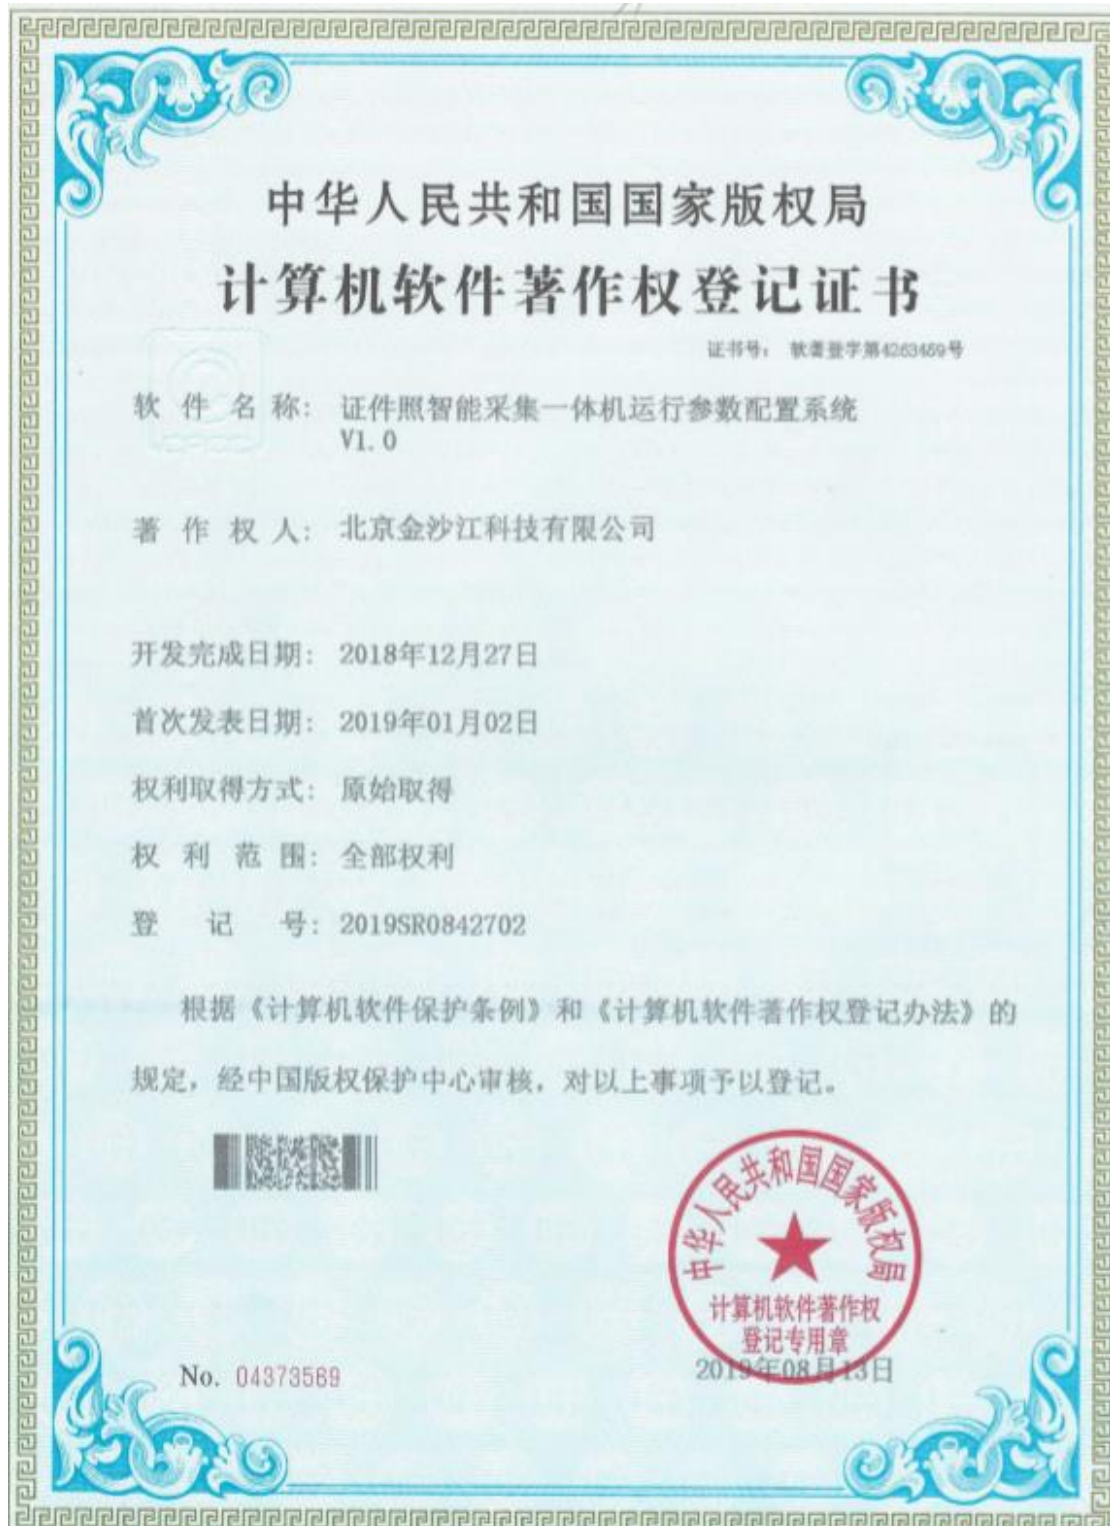 中华人民共和国国家版权局
计算机软件著作权登记证书
证书号： 软著登字第4263459号
软件名称： 证件照智能采集一体机运行参数配置系统
V1.0
著作权人： 北京金沙江科技有限公司
开发完成日期： 2018年12月27日
首次发表日期： 2019年01月02日
权利取得方式： 原始取得
权利范围： 全部权利
登记号： 2019SR0842702
根据《计算机软件保护条例》和《计算机软件著作权登记办法》的
规定，经中国版权保护中心审核，对以上事项予以登记。
中华人民共和国国家版权局
计算机软件著作权
登记专用章
No. 04373569
2019年08月13日